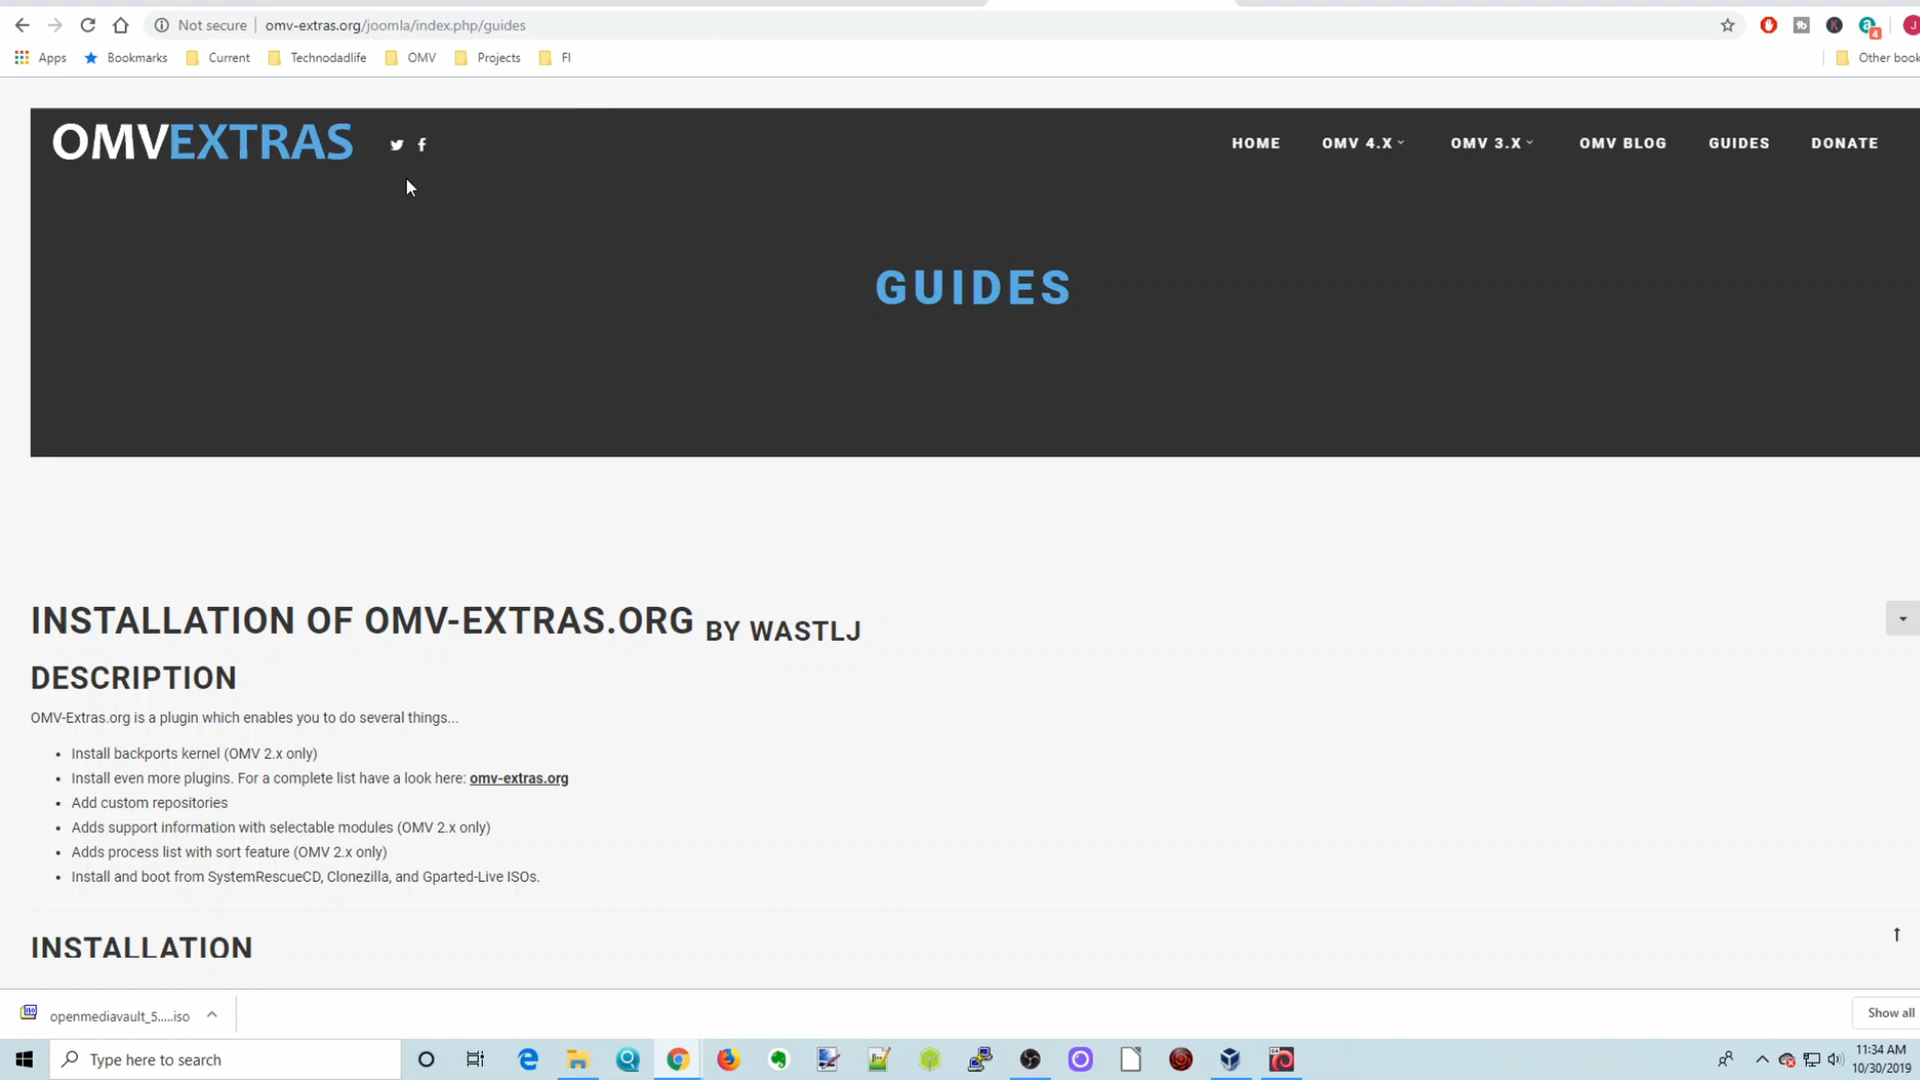 Not secure | omv-extras.org/joomla/index.php/guides
Apps Bookmarks Current Technodadlife OMV Projects FI Other book
OMVEXTRAS
HOME OMV 4.X OMV 3.X OMV BLOG GUIDES DONATE
GUIDES
INSTALLATION OF OMV-EXTRAS.ORG BY WASTLJ
DESCRIPTION
OMV-Extras.org is a plugin which enables you to do several things...
• Install backports kernel (OMV 2.x only)
• Install even more plugins. For a complete list have a look here: omv-extras.org
• Add custom repositories
• Adds support information with selectable modules (OMV 2.x only)
• Adds process list with sort feature (OMV 2.x only)
• Install and boot from SystemRescueCD, Clonezilla, and Gparted-Live ISOs.
INSTALLATION
openmediavault_5.....iso
Show all
Type here to search
11:34 AM
10/30/2019